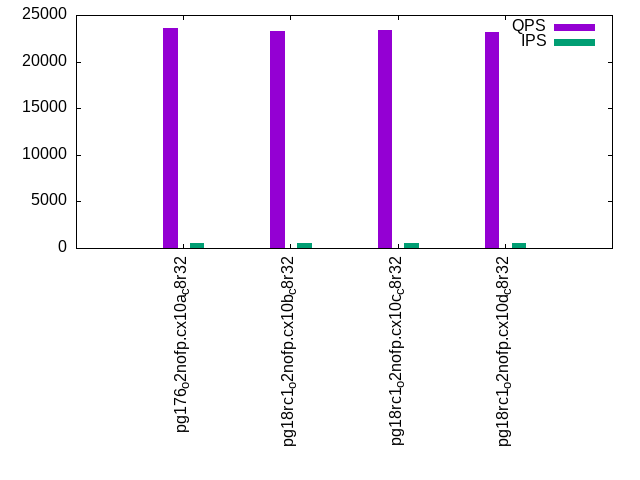 25000
20000
15000
10000
5000
0
QPS
IPS
pg176o2nofp.cx10ac8r32
pg18rc1o2nofp.cx10bc8r32
pg18rc1o2nofp.cx10cc8r32
pg18rc1o2nofp.cx10dc8r32